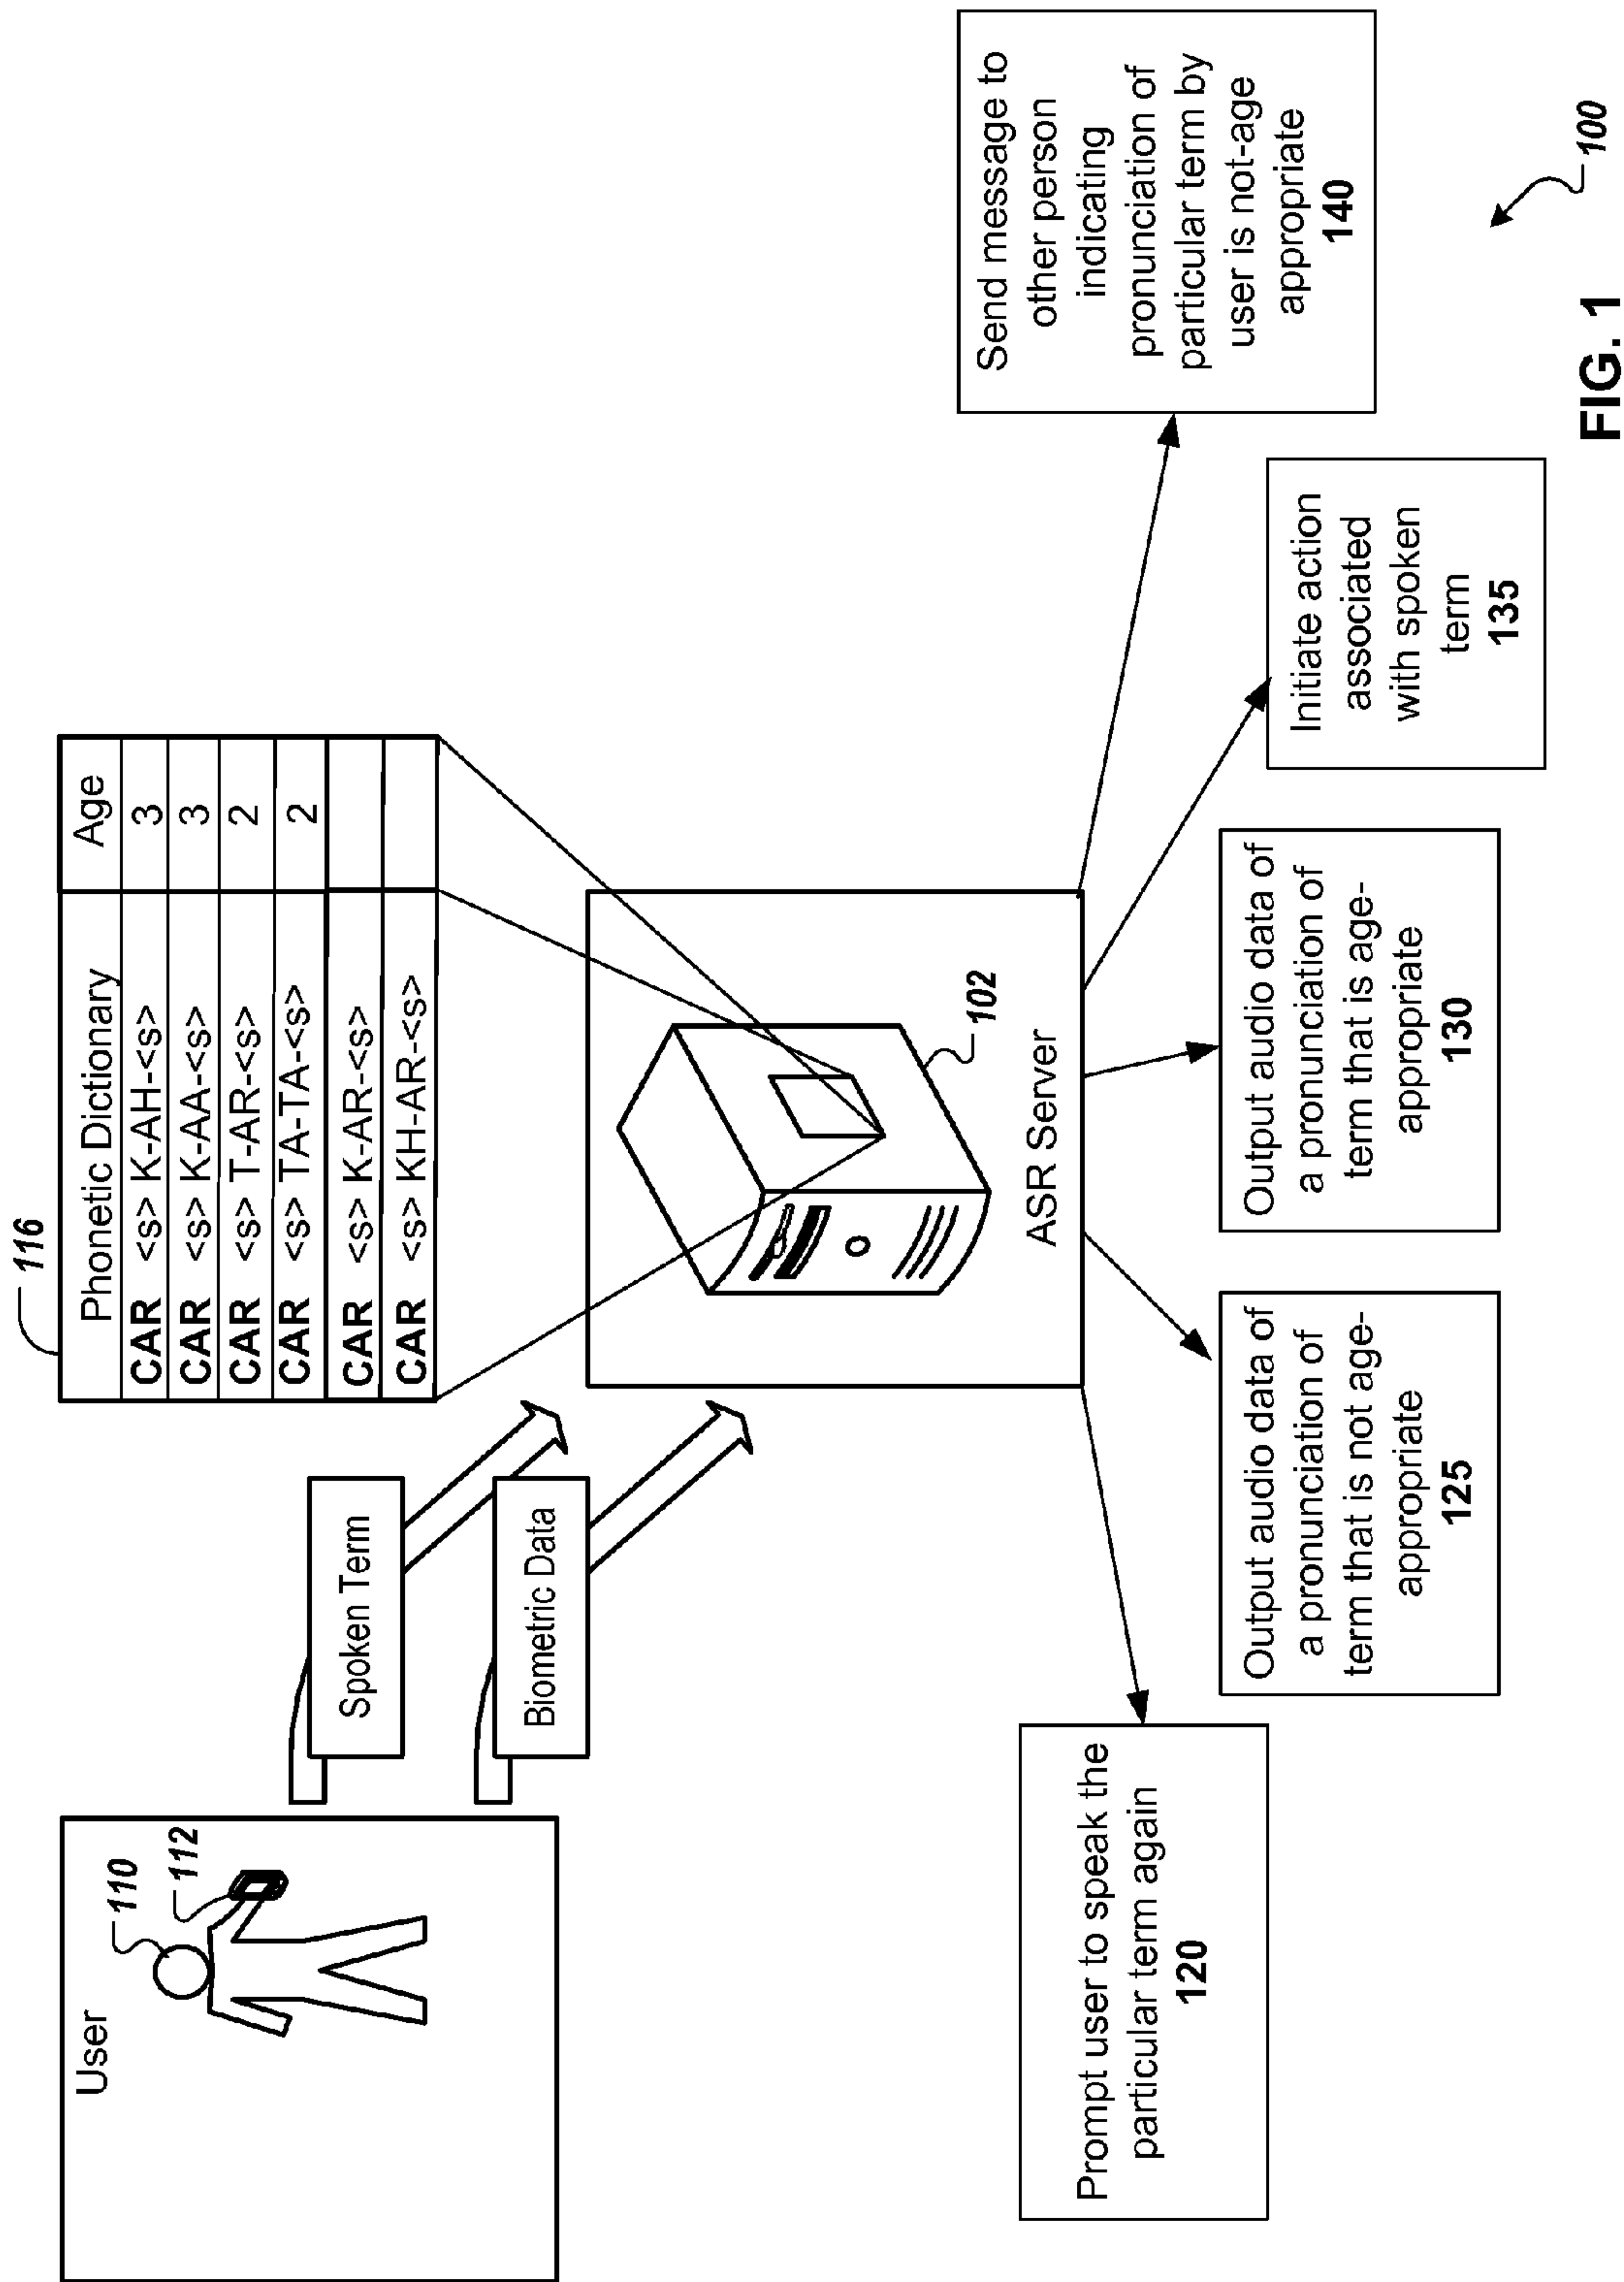 User
110
112
Spoken Term
Biometric Data
116
Phonetic Dictionary Age
CAR <s> K-AH-<s> 3
CAR <s> K-AA-<s> 3
CAR <s> T-AR-<s> 2
CAR <s> TA-TA-<s> 2
CAR <s> K-AR-<s>
CAR <s> KH-AR-<s>
102
ASR Server
Prompt user to speak the
particular term again
120
Output audio data of
a pronunciation of
term that is not age-
appropriate
125
Output audio data of
a pronunciation of
term that is age-
appropriate
130
Initiate action
associated
with spoken
term
135
Send message to
other person
indicating
pronunciation of
particular term by
user is not-age
appropriate
140
100
FIG. 1